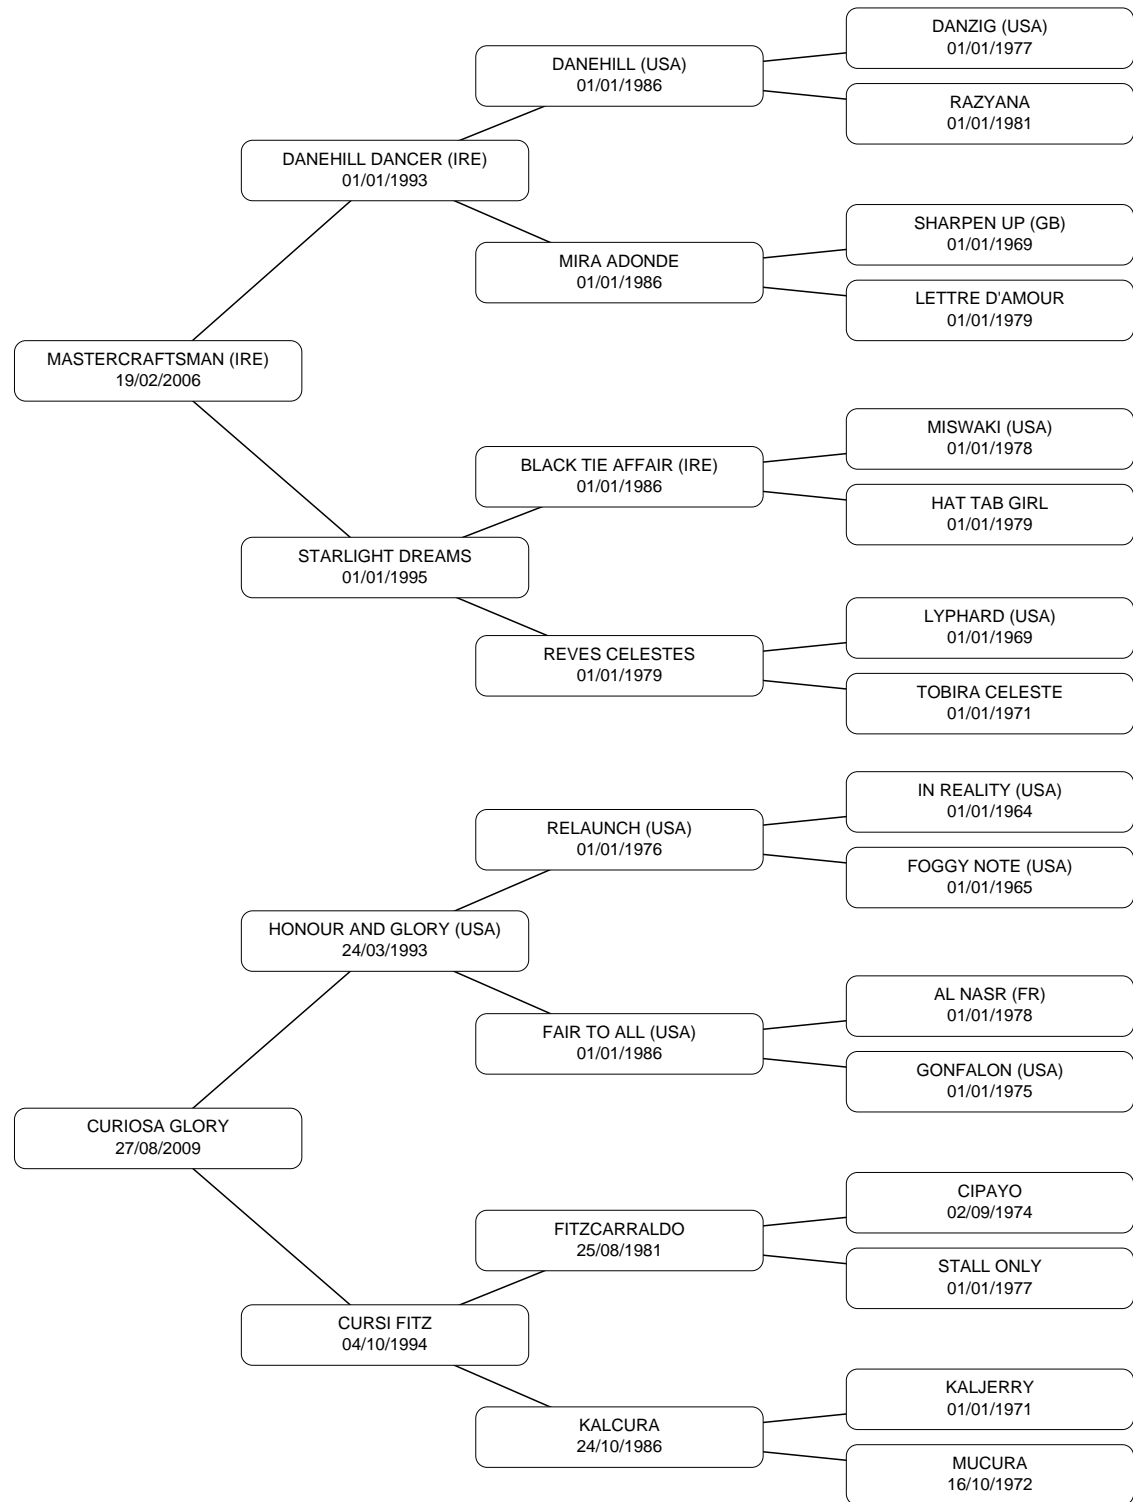 DANZIG (USA)
01/01/1977
DANEHILL (USA)
01/01/1986
RAZYANA
01/01/1981
DANEHILL DANCER (IRE)
01/01/1993
SHARPEN UP (GB)
01/01/1969
MIRA ADONDE
01/01/1986
LETTRE D'AMOUR
01/01/1979
MASTERCRAFTSMAN (IRE)
19/02/2006
MISWAKI (USA)
01/01/1978
BLACK TIE AFFAIR (IRE)
01/01/1986
HAT TAB GIRL
01/01/1979
STARLIGHT DREAMS
01/01/1995
LYPHARD (USA)
01/01/1969
REVES CELESTES
01/01/1979
TOBIRA CELESTE
01/01/1971
IN REALITY (USA)
01/01/1964
RELAUNCH (USA)
01/01/1976
FOGGY NOTE (USA)
01/01/1965
HONOUR AND GLORY (USA)
24/03/1993
AL NASR (FR)
01/01/1978
FAIR TO ALL (USA)
01/01/1986
GONFALON (USA)
01/01/1975
CURIOSA GLORY
27/08/2009
CIPAYO
02/09/1974
FITZCARRALDO
25/08/1981
STALL ONLY
01/01/1977
CURSI FITZ
04/10/1994
KALJERRY
01/01/1971
KALCURA
24/10/1986
MUCURA
16/10/1972